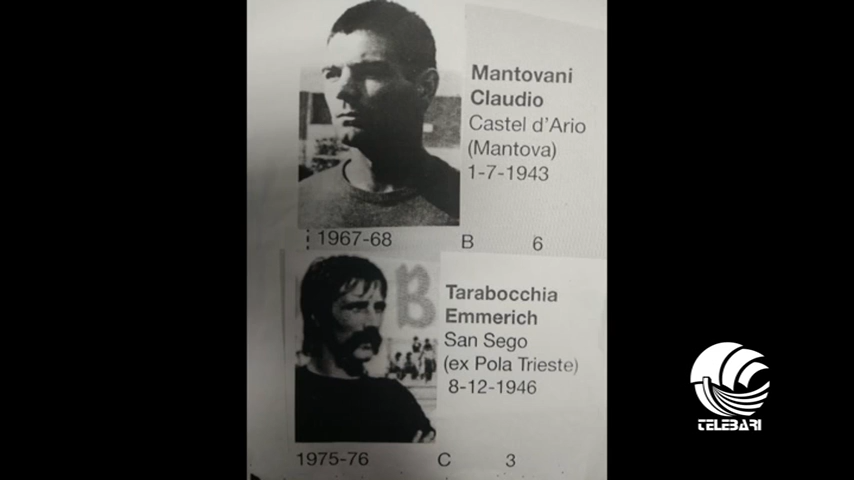 Mantovani
Claudio
Castel d'Ario
(Mantova)
1-7-1943
1967-68 B 6
B
Tarabocchia
Emmerich
San Sego
(ex Pola Trieste)
8-12-1946
1975-76 C 3
TELEBARI